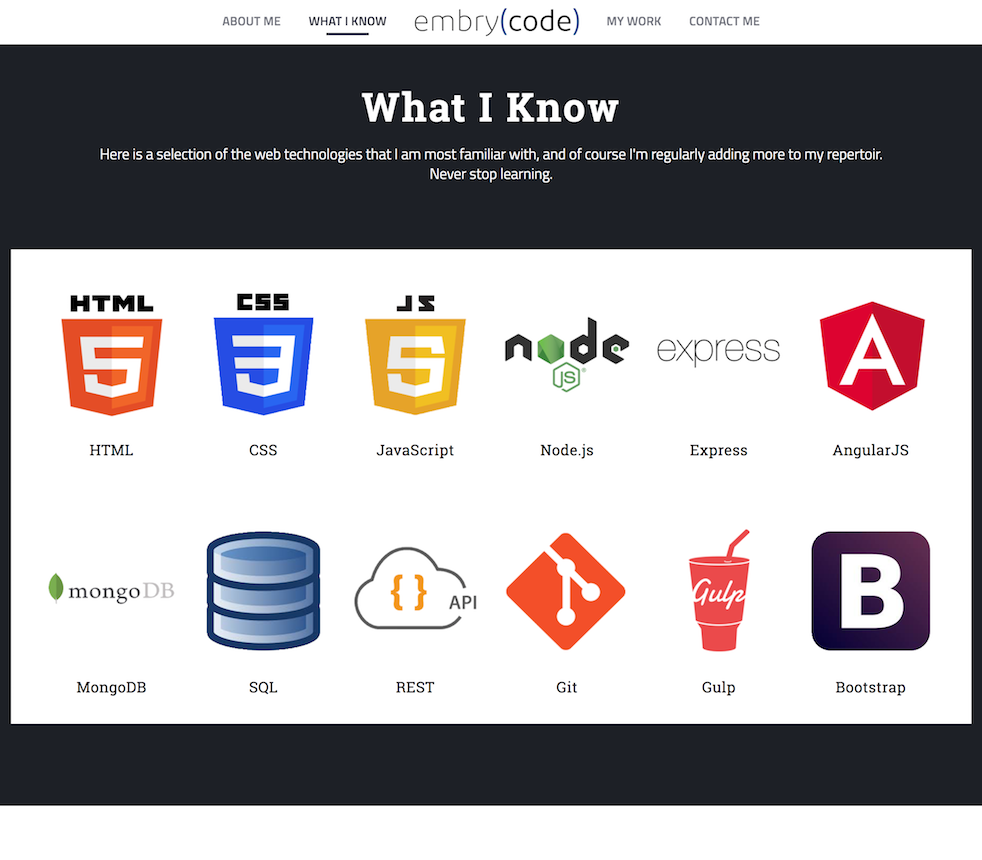 ABOUT ME WHAT I KNOW embry(code) MY WORK CONTACT ME
What I Know
Here is a selection of the web technologies that I am most familiar with, and of course I'm regularly adding more to my repertoir.
Never stop learning.
HTML CSS JS
5 3 5 node express A
JS
HTML CSS JavaScript Node.js Express AngularJS
mongoDB { } API Gulp B
MongoDB SQL REST Git Gulp Bootstrap